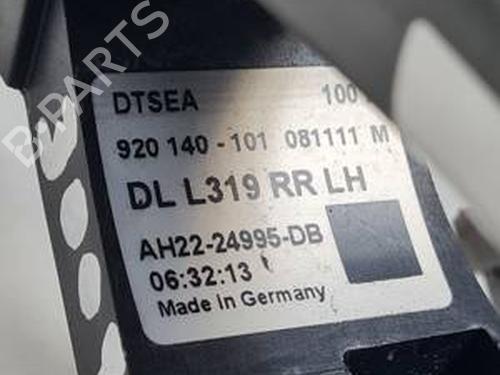 B-PARTS
DTSEA 100
920 140 - 101 081111 M
DL L319 RR LH
AH22-24995-DB
06:32:13
Made in Germany